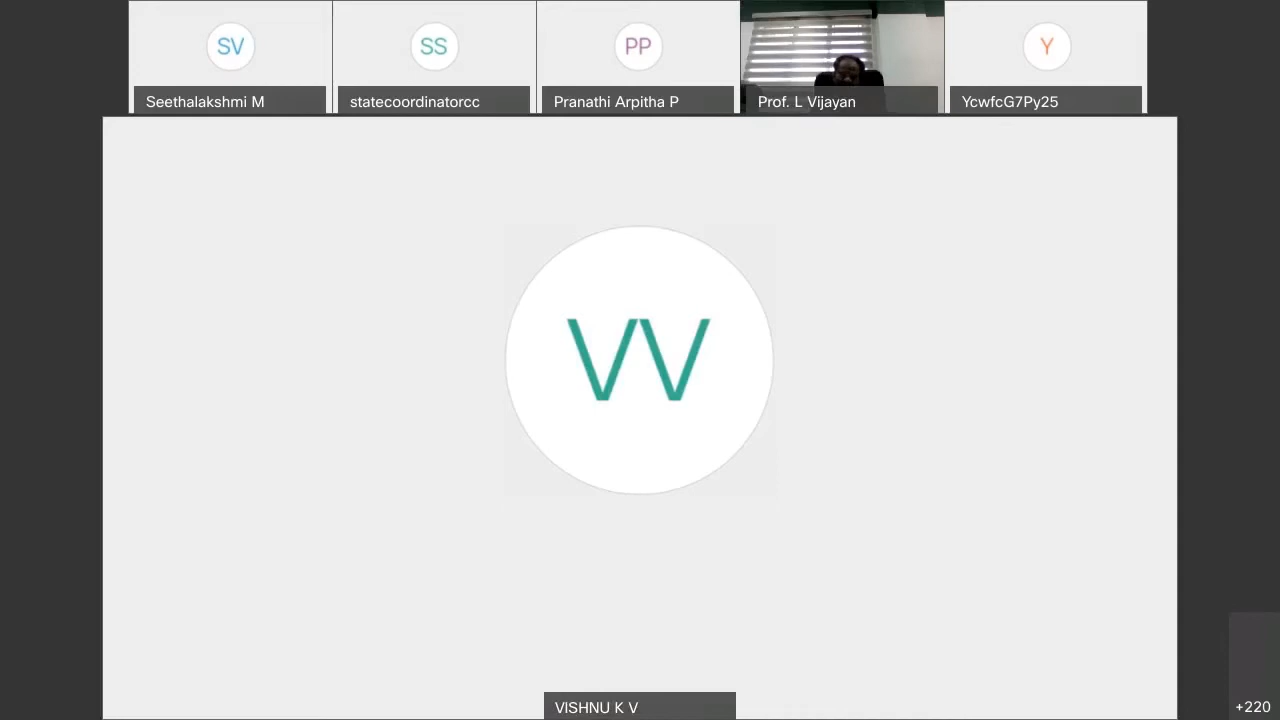 SV
SS
PP
Y
Seethalakshmi M
statecoordinatorcc
Pranathi Arpitha P
Prof. L Vijayan
YcwfcG7Py25
VV
VISHNU K V
+220